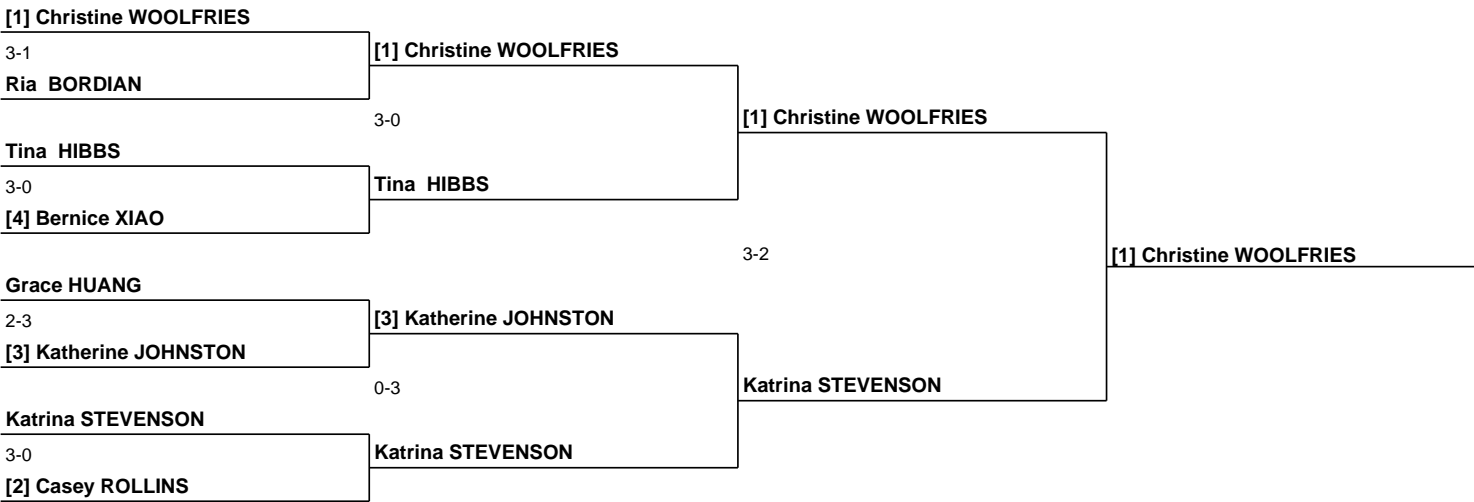 [1] Christine WOOLFRIES
3-1
[1] Christine WOOLFRIES
Ria BORDIAN
3-0
[1] Christine WOOLFRIES
Tina HIBBS
3-0
Tina HIBBS
[4] Bernice XIAO
3-2
[1] Christine WOOLFRIES
Grace HUANG
2-3
[3] Katherine JOHNSTON
[3] Katherine JOHNSTON
0-3
Katrina STEVENSON
Katrina STEVENSON
3-0
Katrina STEVENSON
[2] Casey ROLLINS